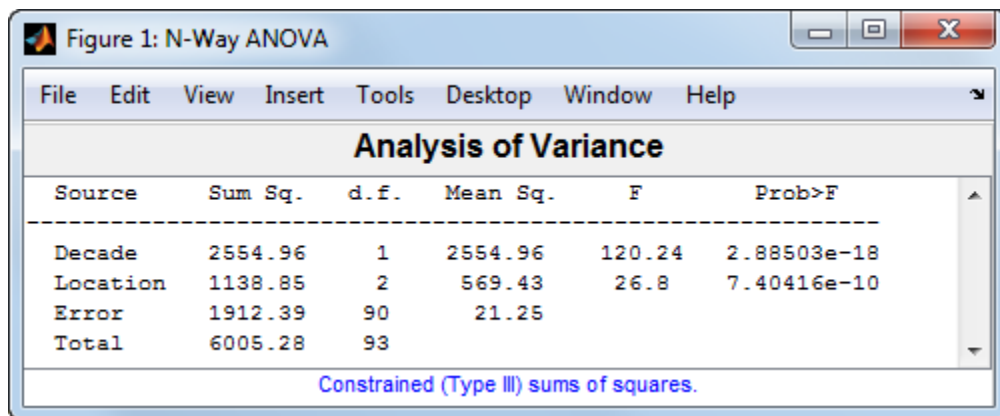 Figure 1: N-Way ANOVA
File Edit View Insert Tools Desktop Window Help
Analysis of Variance
Source Sum Sq. d.f. Mean Sq. F Prob>F
Decade 2554.96 1 2554.96 120.24 2.88503e-18
Location 1138.85 2 569.43 26.8 7.40416e-10
Error 1912.39 90 21.25
Total 6005.28 93
Constrained (Type III) sums of squares.